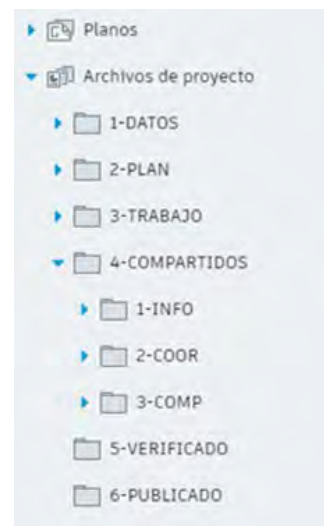 Planos
Archivos de proyecto
1-DATOS
2-PLAN
3-TRABAJO
4-COMPARTIDOS
1-INFO
2-COOR
3-COMP
5-VERIFICADO
6-PUBLICADO